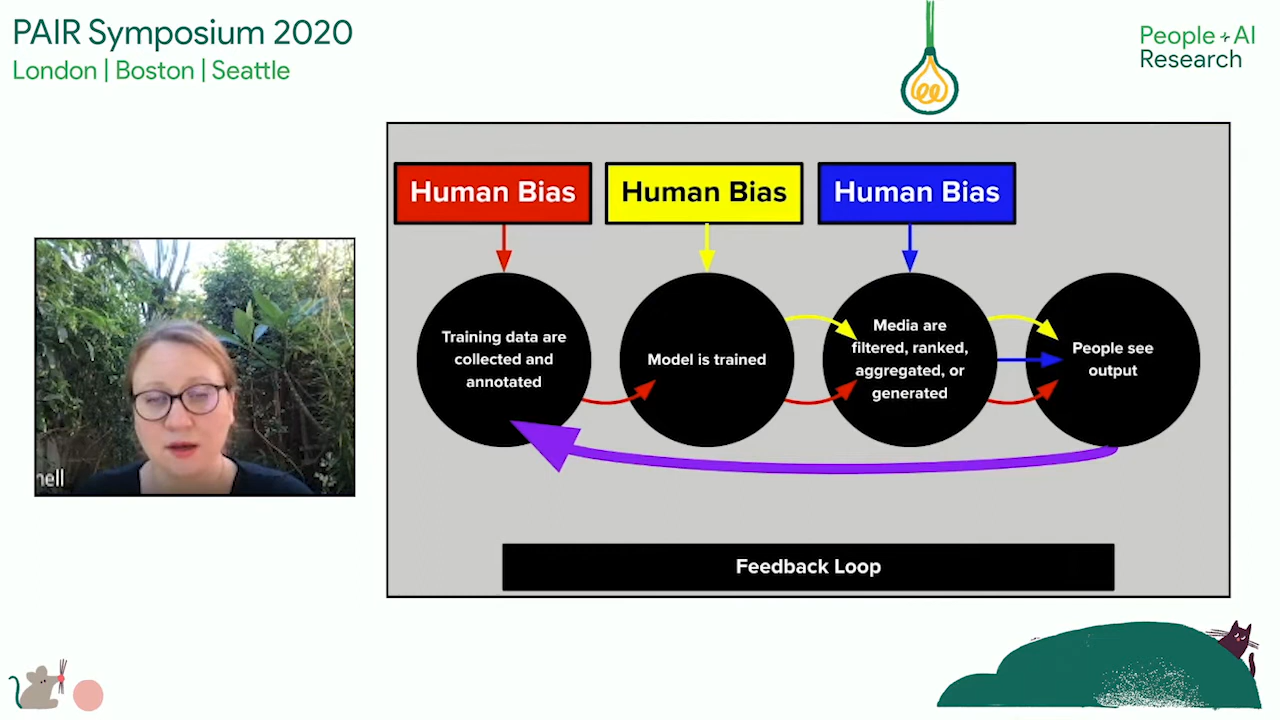 PAIR Symposium 2020
London | Boston | Seattle
People + AI
Research
Human Bias
Human Bias
Human Bias
Training data are
collected and
annotated
Model is trained
Media are
filtered, ranked,
aggregated, or
generated
People see
output
Feedback Loop